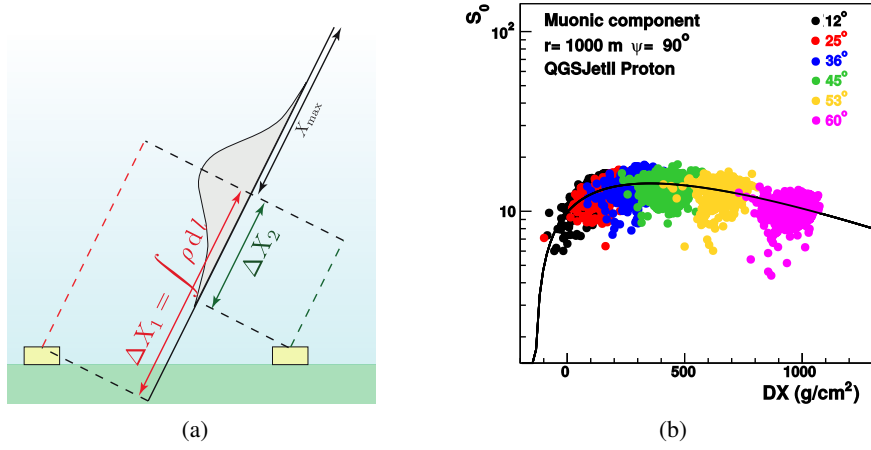 X_max
ΔX_1 = ∫ρdl
ΔX_2
(a)
S_0
10^2
10
Muonic component
r= 1000 m ψ= 90°
QGSJetII Proton
12°
25°
36°
45°
53°
60°
0 500 1000
DX (g/cm^2)
(b)